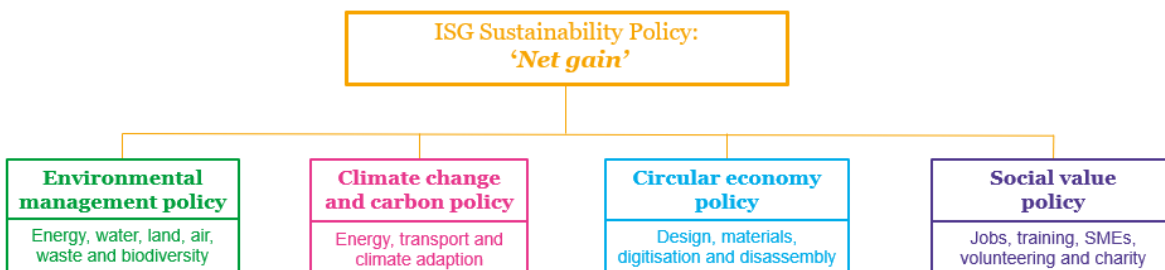 ISG Sustainability Policy:
‘Net gain’
Environmental
management policy
Energy, water, land, air,
waste and biodiversity
Climate change
and carbon policy
Energy, transport and
climate adaption
Circular economy
policy
Design, materials,
digitisation and disassembly
Social value
policy
Jobs, training, SMEs,
volunteering and charity